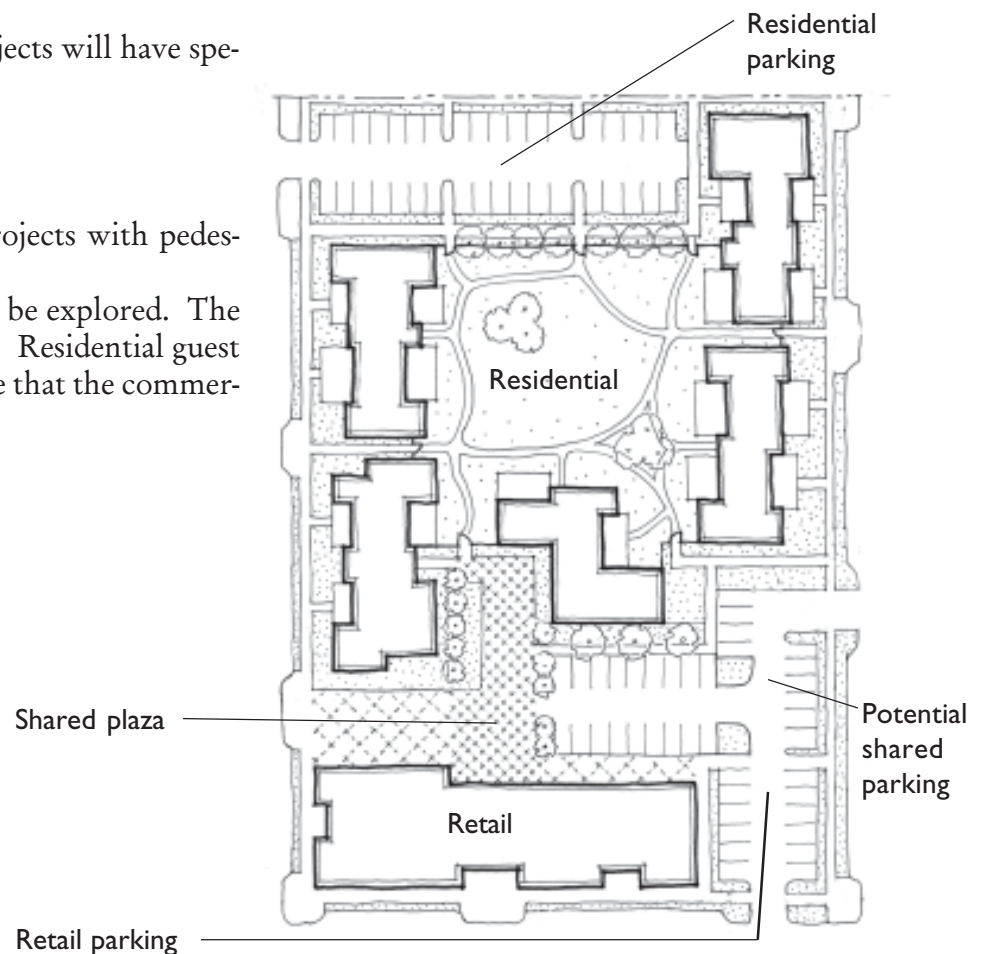 jects will have spe-
rojects with pedes-
be explored. The
Residential guest
e that the commer-
Residential
parking
Residential
Shared plaza
Potential
shared
parking
Retail
Retail parking